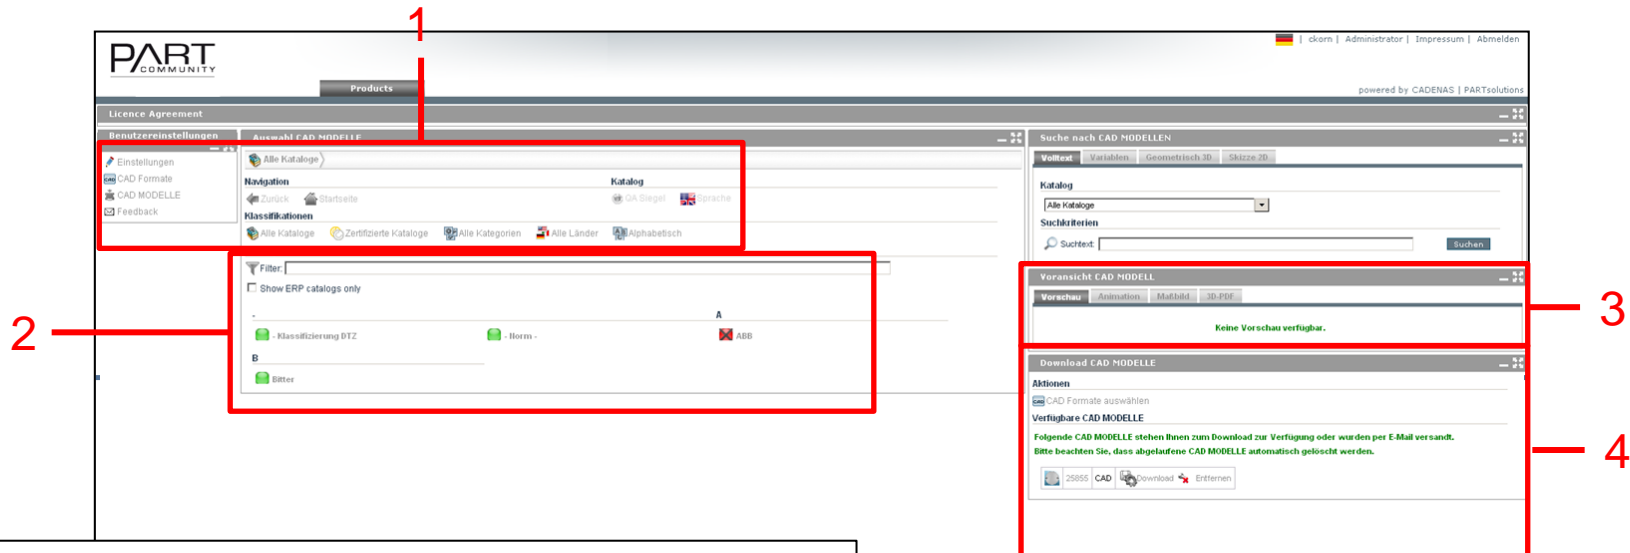 1
PART
COMMUNITY
| ckorn | Administrator | Impressum | Abmelden
Products
powered by CADENAS | PARTsolutions
Licence Agreement
Benutzereinstellungen
Einstellungen
CAD Formate
CAD MODELLE
Feedback
Auswahl CAD MODELLE
Alle Kataloge
Navigation
Katalog
Zurück
Startseite
QA Siegel
Sprache
Klassifikationen
Alle Kataloge
Zertifizierte Kataloge
Alle Kategorien
Alle Länder
Alphabetisch
2
Filter:
Show ERP catalogs only
-
A
- Klassifizierung DTZ
- Norm -
ABB
B
Bitter
Suche nach CAD MODELLEN
Volltext
Variablen
Geometrisch 3D
Skizze 2D
Katalog
Alle Kataloge
Suchkriterien
Suchtext:
Suchen
3
Voransicht CAD MODELL
Vorschau
Animation
Maßbild
3D-PDF
Keine Vorschau verfügbar.
4
Download CAD MODELLE
Aktionen
CAD Formate auswählen
Verfügbare CAD MODELLE
Folgende CAD MODELLE stehen Ihnen zum Download zur Verfügung oder wurden per E-Mail versandt.
Bitte beachten Sie, dass abgelaufene CAD MODELLE automatisch gelöscht werden.
25855 CAD Download Entfernen